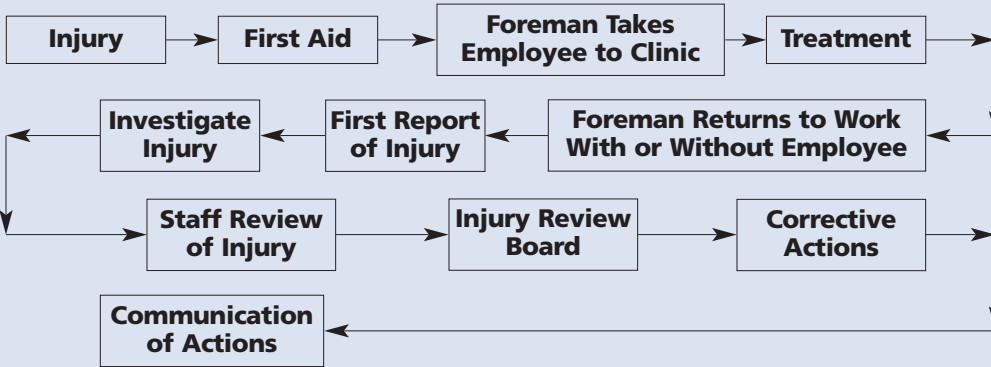 Injury
First Aid
Foreman Takes
Employee to Clinic
Treatment
Foreman Returns to Work
With or Without Employee
First Report
of Injury
Investigate
Injury
Staff Review
of Injury
Injury Review
Board
Corrective
Actions
Communication
of Actions